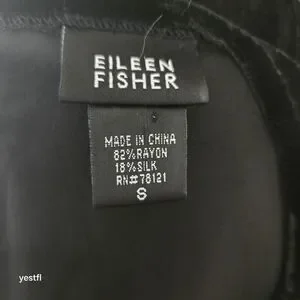 EILEEN
FISHER
MADE IN CHINA
82%RAYON
18%SILK
RN#78121
S
yestfl